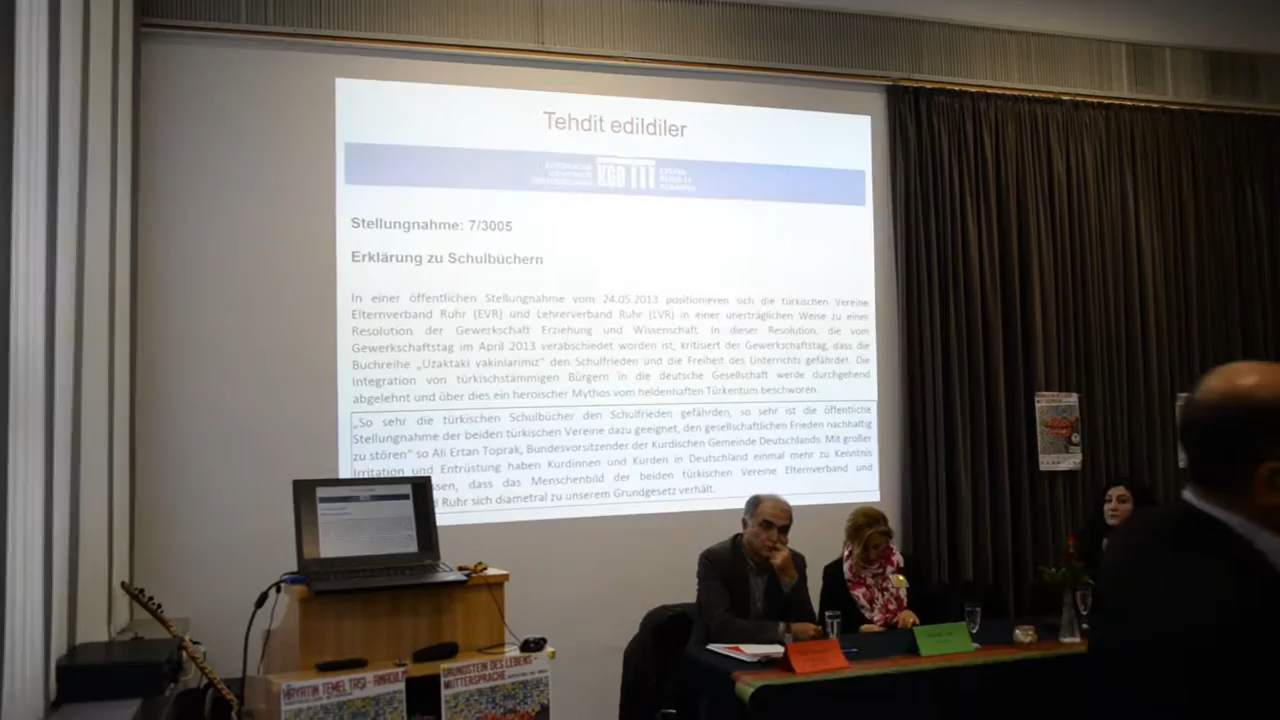 Tehdit edildiler
KGD
Stellungnahme: 7/3005
Erklärung zu Schulbüchern
In einer öffentlichen Stellungnahme vom 24.05.2013 positionieren sich die türkischen Vereine
Elternverband Ruhr (EVR) und Lehrerverband Ruhr (LVR) in einer unerträglichen Weise zu einer
Resolution der Gewerkschaft Erziehung und Wissenschaft. In dieser Resolution, die vom
Gewerkschaftstag im April 2013 verabschiedet worden ist, kritisiert der Gewerkschaftstag, dass die
Buchreihe „Uzaktaki yakinlarimiz" den Schulfrieden und die Freiheit des Unterrichts gefährdet. Die
Integration von türkischstämmigen Bürgern in die deutsche Gesellschaft werde durchgehend
abgelehnt und über dies ein heroischer Mythos vom heldenhaften Türkentum beschworen.
„So sehr die türkischen Schulbücher den Schulfrieden gefährden, so sehr ist die öffentliche
Stellungnahme der beiden türkischen Vereine dazu geeignet, den gesellschaftlichen Frieden nachhaltig
zu stören" so Ali Ertan Toprak, Bundesvorsitzender der Kurdischen Gemeinde Deutschlands. Mit großer
Irritation und Entrüstung haben Kurdinnen und Kurden in Deutschland einmal mehr zu Kenntnis
ssen, dass das Menschenbild der beiden türkischen Vereine Elternverband und
d Ruhr sich diametral zu unserem Grundgesetz verhält.
HAYATIN TEMEL TAŞI - ANADİLİ
GRUNDSTEIN DES LEBENS -
MUTTERSPRACHE